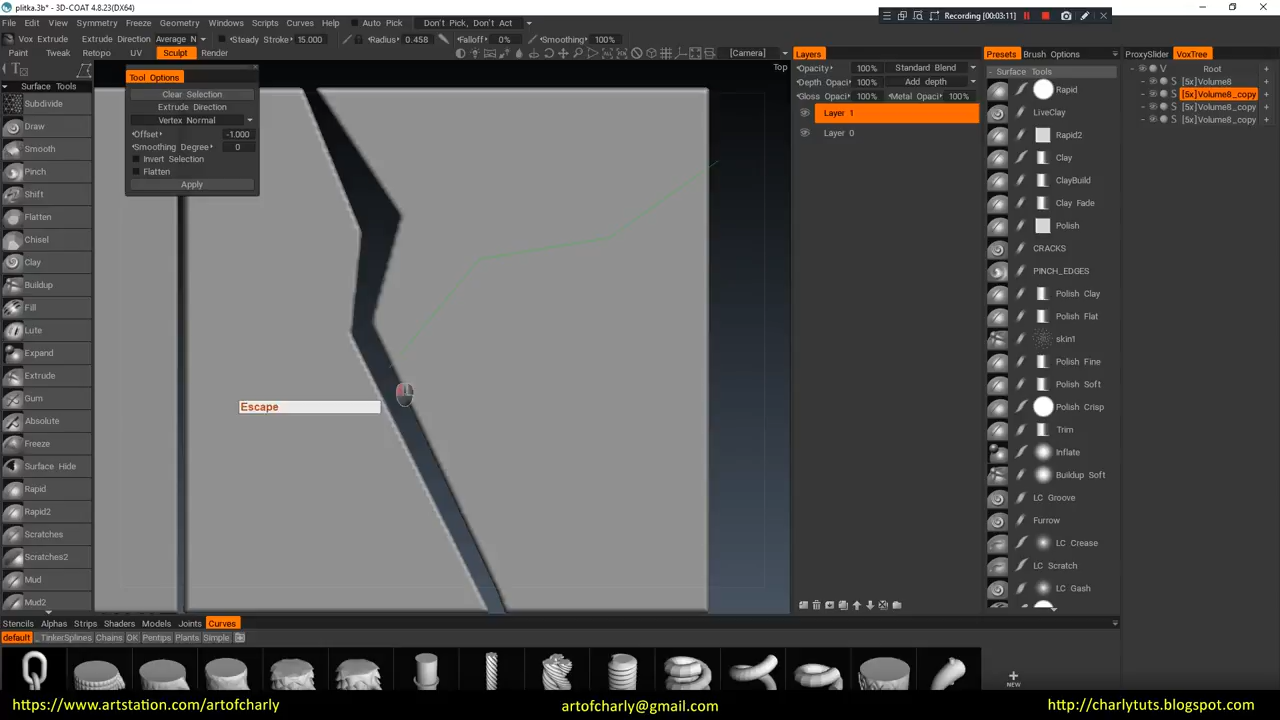 plitka.3b* - 3D-COAT 4.8.23(DX64)
Recording [00:03:11]
File Edit View Symmetry Freeze Geometry Windows Scripts Curves Help Auto Pick Don't Pick, Don't Act
Vox Extrude Extrude Direction Average N Steady Stroke 15.000 Radius 0.458 Falloff 0% Smoothing 100%
Paint Tweak Retopo UV Sculpt Render [Camera]
Top
Tool Options
Clear Selection
Extrude Direction
Vertex Normal
Offset -1.000
Smoothing Degree 0
Invert Selection
Flatten
Apply
Surface Tools
Subdivide
Draw
Smooth
Pinch
Shift
Flatten
Chisel
Clay
Buildup
Fill
Lute
Expand
Extrude
Gum
Absolute
Freeze
Surface Hide
Rapid
Rapid2
Scratches
Scratches2
Mud
Mud2
Escape
Layers
Opacity 100% Standard Blend
Depth Opaci 100% Add depth
Gloss Opaci 100% Metal Opaci 100%
Layer 1
Layer 0
Presets Brush Options
Surface Tools
Rapid
LiveClay
Rapid2
Clay
ClayBuild
Clay Fade
Polish
CRACKS
PINCH_EDGES
Polish Clay
Polish Flat
skin1
Polish Fine
Polish Soft
Polish Crisp
Trim
Inflate
Buildup Soft
LC Groove
Furrow
LC Crease
LC Scratch
LC Gash
ProxySlider VoxTree
V Root +
S [5x]Volume8 +
S [5x]Volume8_copy +
S [5x]Volume8_copy +
S [5x]Volume8_copy +
Stencils Alphas Strips Shaders Models Joints Curves
default _TinkerSplines Chains OK Pentips Plants Simple
NEW
https://www.artstation.com/artofcharly
artofcharly@gmail.com
http://charlytuts.blogspot.com